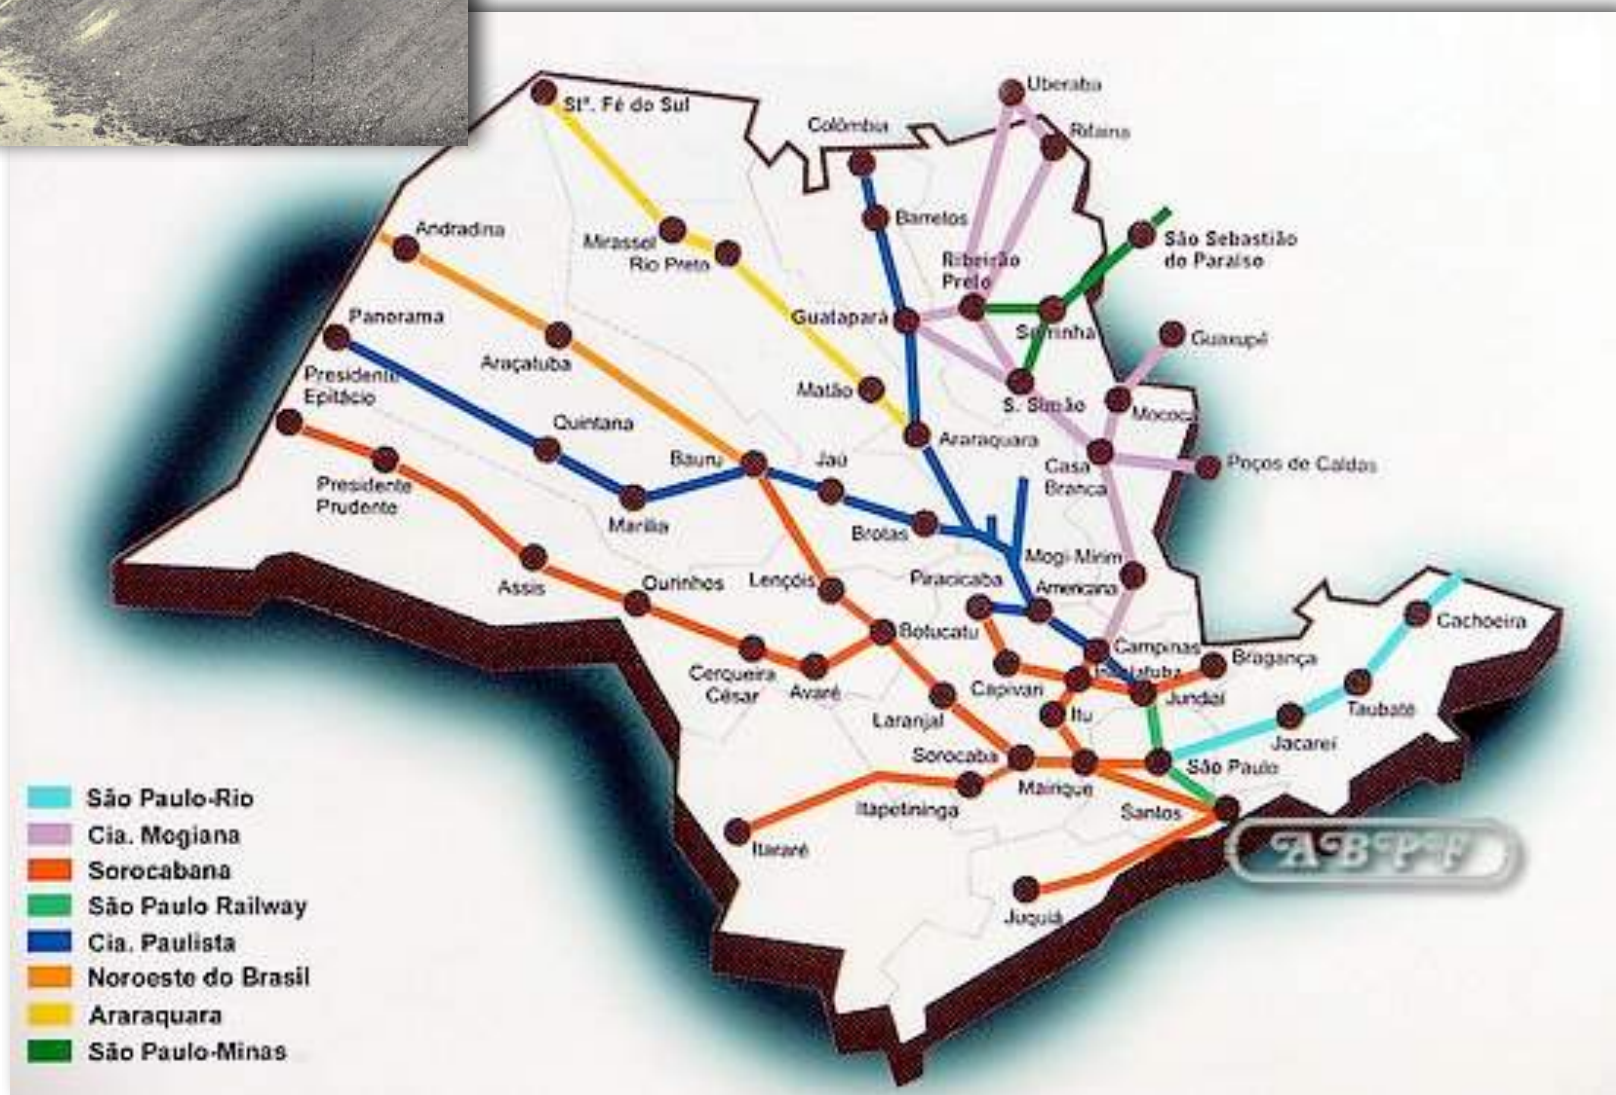 Uberaba
Stª. Fé do Sul
Colômbia
Rifaina
Barretos
Andradina
Mirassol
Rio Preto
São Sebastião
do Paraíso
Ribeirão
Preto
Panorama
Guatapará
Serrinha
Guaxupé
Araçatuba
Presidente
Epitácio
Matão
S. Simão
Mococa
Quintana
Araraquara
Bauru
Jaú
Casa
Branca
Poços de Caldas
Presidente
Prudente
Marília
Brotas
Mogi-Mirim
Assis
Ourinhos
Lençóis
Piracicaba
Americana
Botucatu
Cachoeira
Campinas
Bragança
Cerqueira
César
Avaré
Capivari
Indaiatuba
Jundiaí
Laranjal
Itu
Taubaté
Jacareí
Sorocaba
São Paulo
Mairique
Itapetininga
Santos
Itararé
Juquiá
São Paulo-Rio
Cia. Mogiana
Sorocabana
São Paulo Railway
Cia. Paulista
Noroeste do Brasil
Araraquara
São Paulo-Minas
ABPF